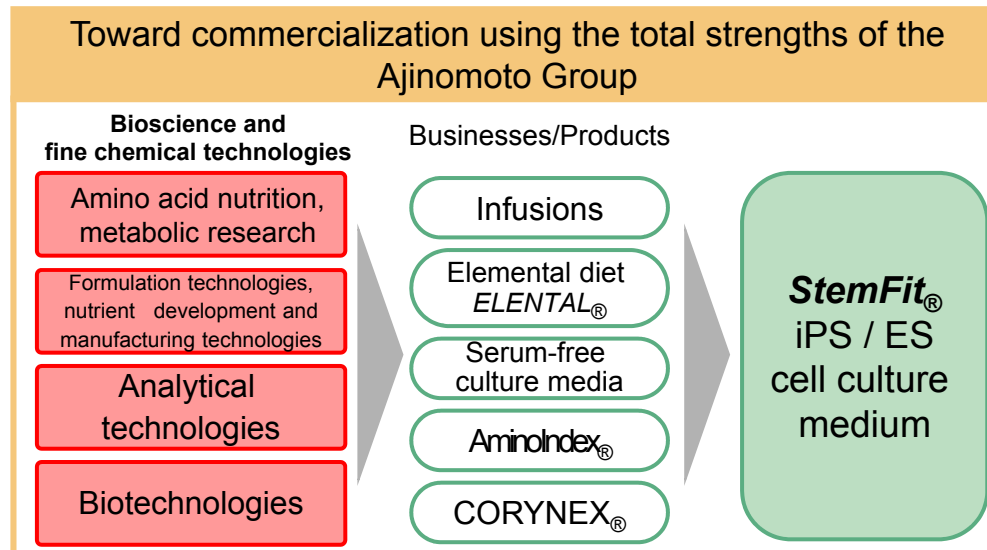 Toward commercialization using the total strengths of the
Ajinomoto Group
Bioscience and
fine chemical technologies
Amino acid nutrition,
metabolic research
Formulation technologies,
nutrient development and
manufacturing technologies
Analytical
technologies
Biotechnologies
Businesses/Products
Infusions
Elemental diet
ELENTAL®
Serum-free
culture media
AminoIndex®
CORYNEX®
StemFit®
iPS / ES
cell culture
medium